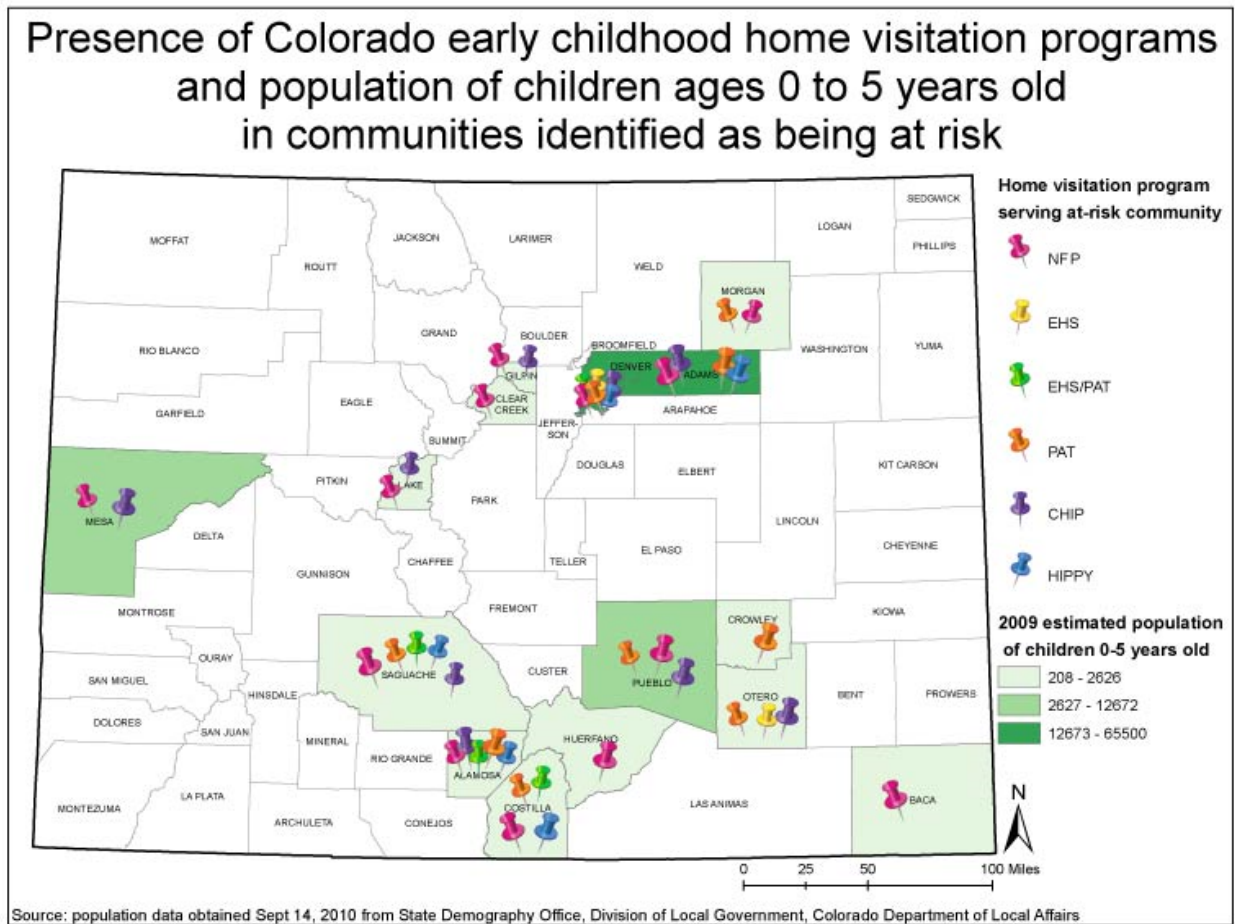 Presence of Colorado early childhood home visitation programs
and population of children ages 0 to 5 years old
in communities identified as being at risk
Home visitation program
serving at-risk community
NFP
EHS
EHS/PAT
PAT
CHIP
HIPPY
2009 estimated population
of children 0-5 years old
208 - 2626
2627 - 12672
12673 - 65500
MOFFAT
ROUTT
JACKSON
LARIMER
WELD
LOGAN
SEDGWICK
PHILLIPS
MORGAN
RIO BLANCO
GRAND
BOULDER
BROOMFIELD
WASHINGTON
YUMA
GILPIN
DENVER
ADAMS
GARFIELD
EAGLE
CLEAR
CREEK
JEFFER-
SON
ARAPAHOE
SUMMIT
DOUGLAS
ELBERT
KIT CARSON
PITKIN
LAKE
PARK
MESA
DELTA
LINCOLN
GUNNISON
CHAFFEE
TELLER
EL PASO
CHEYENNE
MONTROSE
FREMONT
CROWLEY
KIOWA
OURAY
SAGUACHE
CUSTER
PUEBLO
SAN MIGUEL
HINSDALE
OTERO
BENT
PROWERS
DOLORES
SAN JUAN
MINERAL
RIO GRANDE
HUERFANO
ALAMOSA
COSTILLA
MONTEZUMA
LA PLATA
ARCHULETA
CONEJOS
LAS ANIMAS
BACA
N
0 25 50 100 Miles
Source: population data obtained Sept 14, 2010 from State Demography Office, Division of Local Government, Colorado Department of Local Affairs